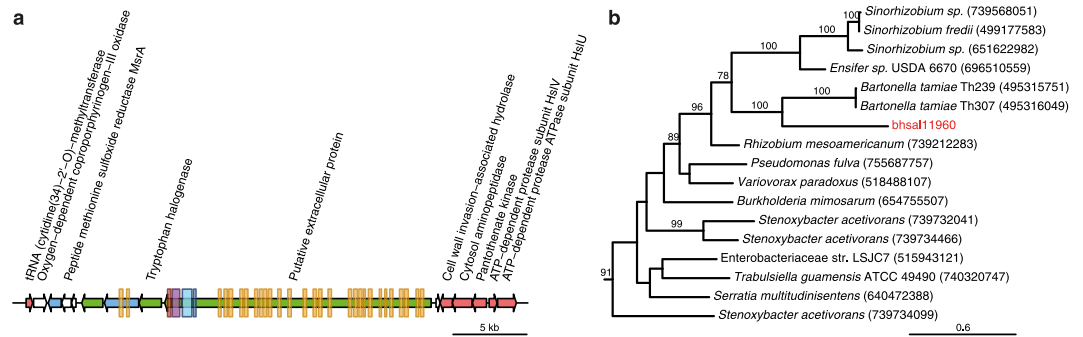 a
tRNA (cytidine(34)−2'−O)−methyltransferase
Oxygen−dependent coproporphyrinogen−III oxidase
Peptide methionine sulfoxide reductase MsrA
Tryptophan halogenase
Putative extracellular protein
Cell wall invasion−associated hydrolase
Cytosol aminopeptidase
Pantothenate kinase
ATP−dependent protease subunit HslV
ATP−dependent protease ATPase subunit HslU
5 kb
b
Sinorhizobium sp. (739568051)
100
Sinorhizobium fredii (499177583)
100
Sinorhizobium sp. (651622982)
100
Ensifer sp. USDA 6670 (696510559)
78
Bartonella tamiae Th239 (495315751)
100
Bartonella tamiae Th307 (495316049)
100
bhsal11960
96
Rhizobium mesoamericanum (739212283)
89
Pseudomonas fulva (755687757)
Variovorax paradoxus (518488107)
Burkholderia mimosarum (654755507)
Stenoxybacter acetivorans (739732041)
99
Stenoxybacter acetivorans (739734466)
Enterobacteriaceae str. LSJC7 (515943121)
91
Trabulsiella guamensis ATCC 49490 (740320747)
Serratia multitudinisentens (640472388)
Stenoxybacter acetivorans (739734099)
0.6